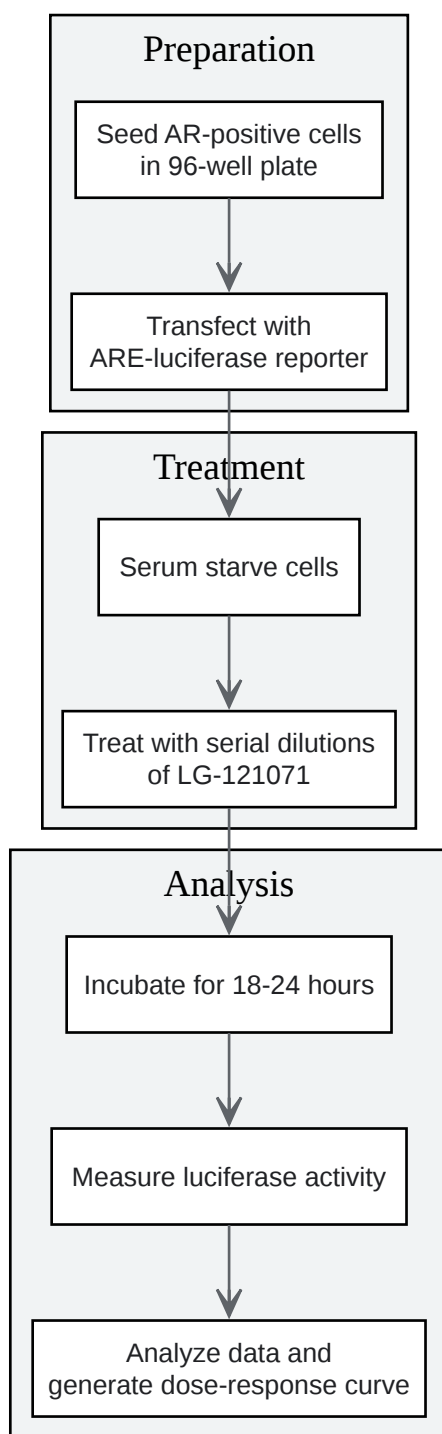 Preparation
Seed AR-positive cells
in 96-well plate
Transfect with
ARE-luciferase reporter
Treatment
Serum starve cells
Treat with serial dilutions
of LG-121071
Analysis
Incubate for 18-24 hours
Measure luciferase activity
Analyze data and
generate dose-response curve